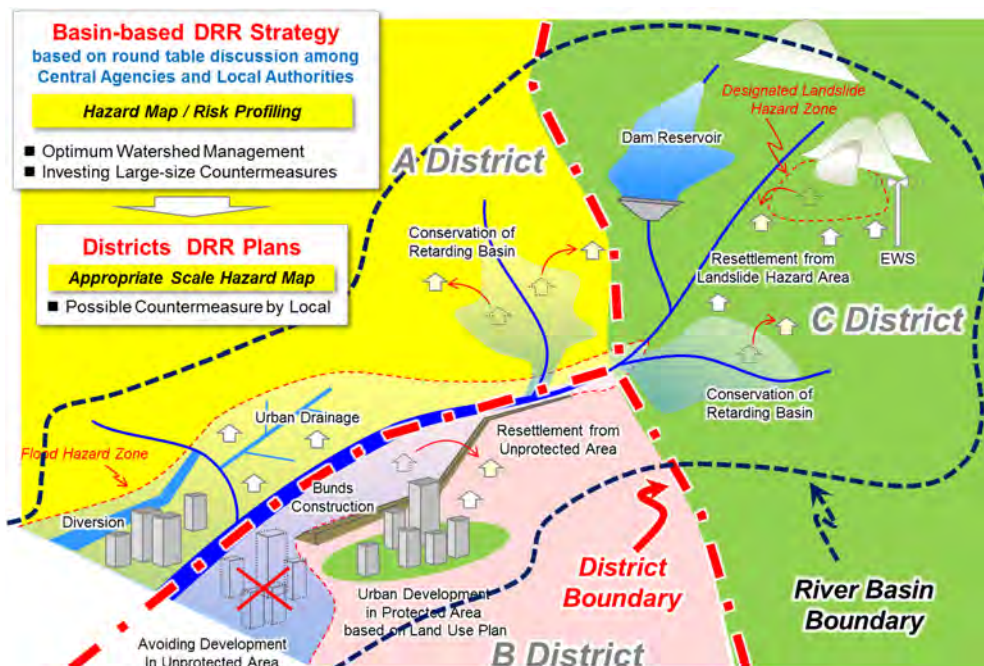 Basin-based DRR Strategy
based on round table discussion among
Central Agencies and Local Authorities
Hazard Map / Risk Profiling
■ Optimum Watershed Management
■ Investing Large-size Countermeasures
Districts DRR Plans
Appropriate Scale Hazard Map
■ Possible Countermeasure by Local
A District
Conservation of
Retarding Basin
Dam Reservoir
Designated Landslide
Hazard Zone
Resettlement from
Landslide Hazard Area
EWS
C District
Conservation of
Retarding Basin
Urban Drainage
Flood Hazard Zone
Diversion
Bunds
Construction
Resettlement from
Unprotected Area
Urban Development
in Protected Area
based on Land Use Plan
Avoiding Development
In Unprotected Area
B District
District
Boundary
River Basin
Boundary